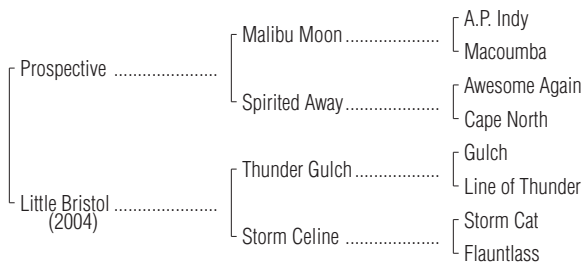 A.P. Indy
Malibu Moon ....................
Macoumba
Prospective ......................
Awesome Again
Spirited Away ....................
Cape North
Gulch
Thunder Gulch ..................
Line of Thunder
Little Bristol ......................
(2004)
Storm Cat
Storm Celine .....................
Flauntlass